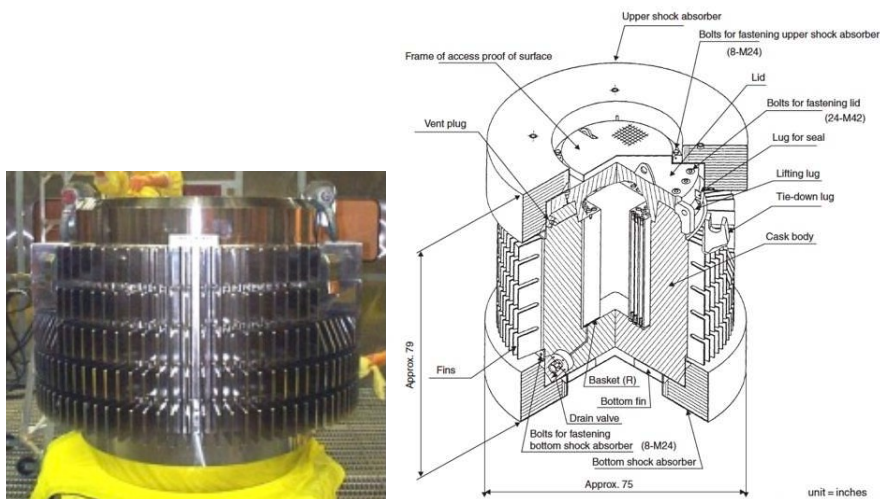 Upper shock absorber
Bolts for fastening upper shock absorber
(8-M24)
Frame of access proof of surface
Lid
Bolts for fastening lid
(24-M42)
Vent plug
Lug for seal
Lifting lug
Tie-down lug
Cask body
Approx. 79
Fins
Basket (R)
Bottom fin
Drain valve
Bolts for fastening
bottom shock absorber (8-M24)
Bottom shock absorber
Approx. 75
unit = inches